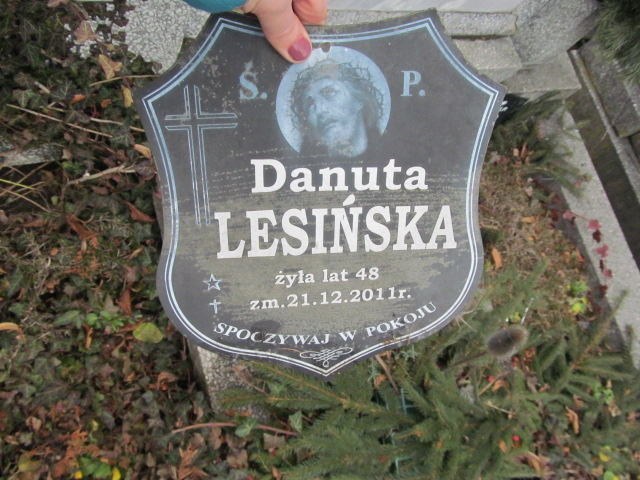 Ś. P.
Danuta
LESIŃSKA
żyła lat 48
zm.21.12.2011r.
SPOCZYWAJ W POKOJU